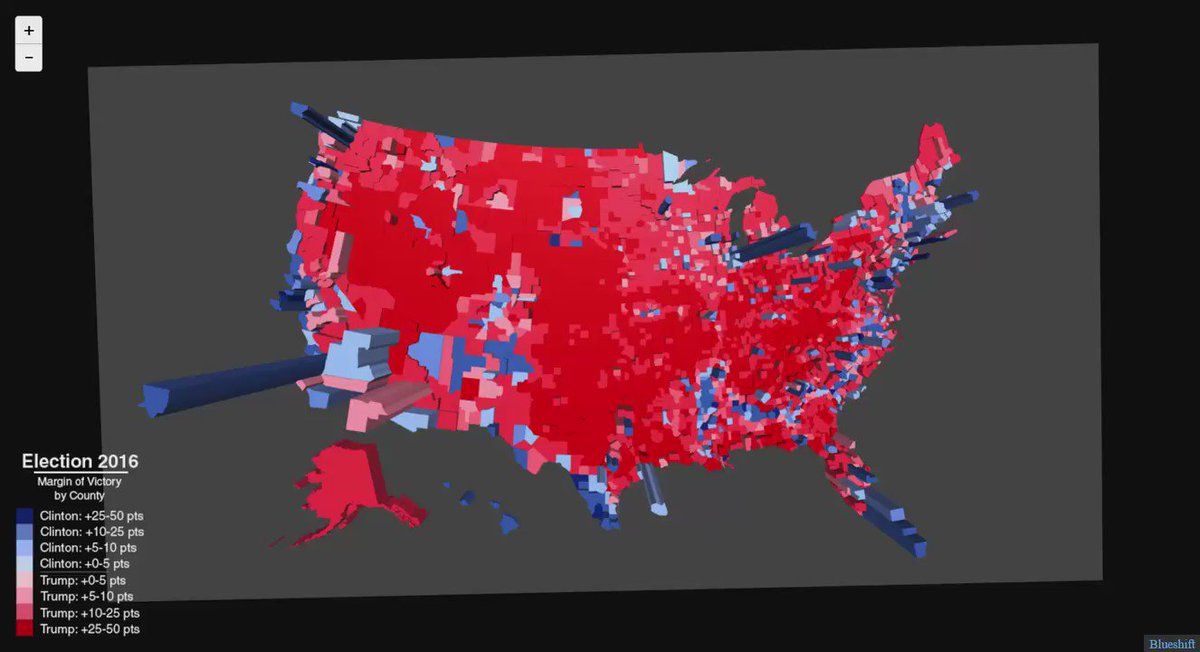 +
−
Election 2016
Margin of Victory
by County
Clinton: +25-50 pts
Clinton: +10-25 pts
Clinton: +5-10 pts
Clinton: +0-5 pts
Trump: +0-5 pts
Trump: +5-10 pts
Trump: +10-25 pts
Trump: +25-50 pts
Blueshift